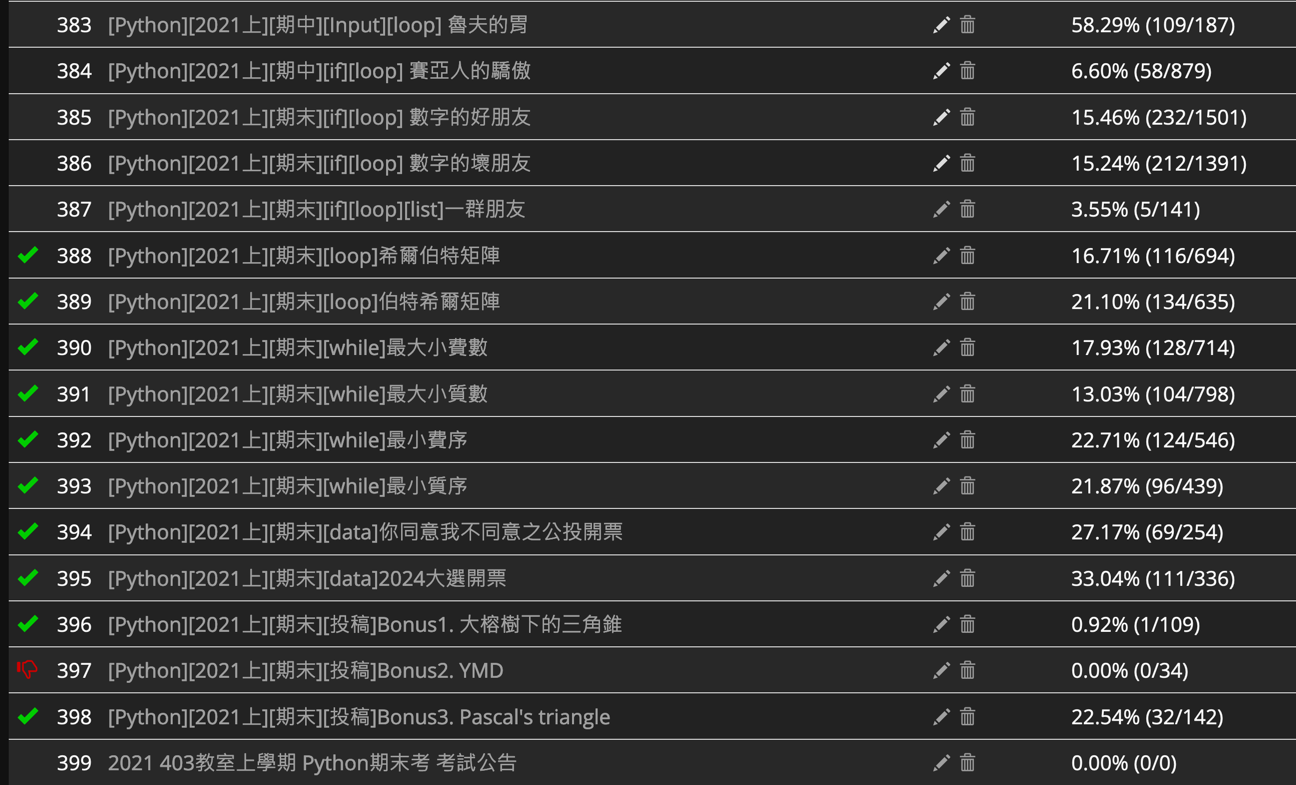 383 [Python][2021上][期中][Input][loop] 魯夫的胃 58.29% (109/187)
384 [Python][2021上][期中][if][loop] 賽亞人的驕傲 6.60% (58/879)
385 [Python][2021上][期末][if][loop] 數字的好朋友 15.46% (232/1501)
386 [Python][2021上][期末][if][loop] 數字的壞朋友 15.24% (212/1391)
387 [Python][2021上][期末][if][loop][list]一群朋友 3.55% (5/141)
388 [Python][2021上][期末][loop]希爾伯特矩陣 16.71% (116/694)
389 [Python][2021上][期末][loop]伯特希爾矩陣 21.10% (134/635)
390 [Python][2021上][期末][while]最大小費數 17.93% (128/714)
391 [Python][2021上][期末][while]最大小質數 13.03% (104/798)
392 [Python][2021上][期末][while]最小費序 22.71% (124/546)
393 [Python][2021上][期末][while]最小質序 21.87% (96/439)
394 [Python][2021上][期末][data]你同意我不同意之公投開票 27.17% (69/254)
395 [Python][2021上][期末][data]2024大選開票 33.04% (111/336)
396 [Python][2021上][期末][投稿]Bonus1. 大榕樹下的三角錐 0.92% (1/109)
397 [Python][2021上][期末][投稿]Bonus2. YMD 0.00% (0/34)
398 [Python][2021上][期末][投稿]Bonus3. Pascal's triangle 22.54% (32/142)
399 2021 403教室上學期 Python期末考 考試公告 0.00% (0/0)